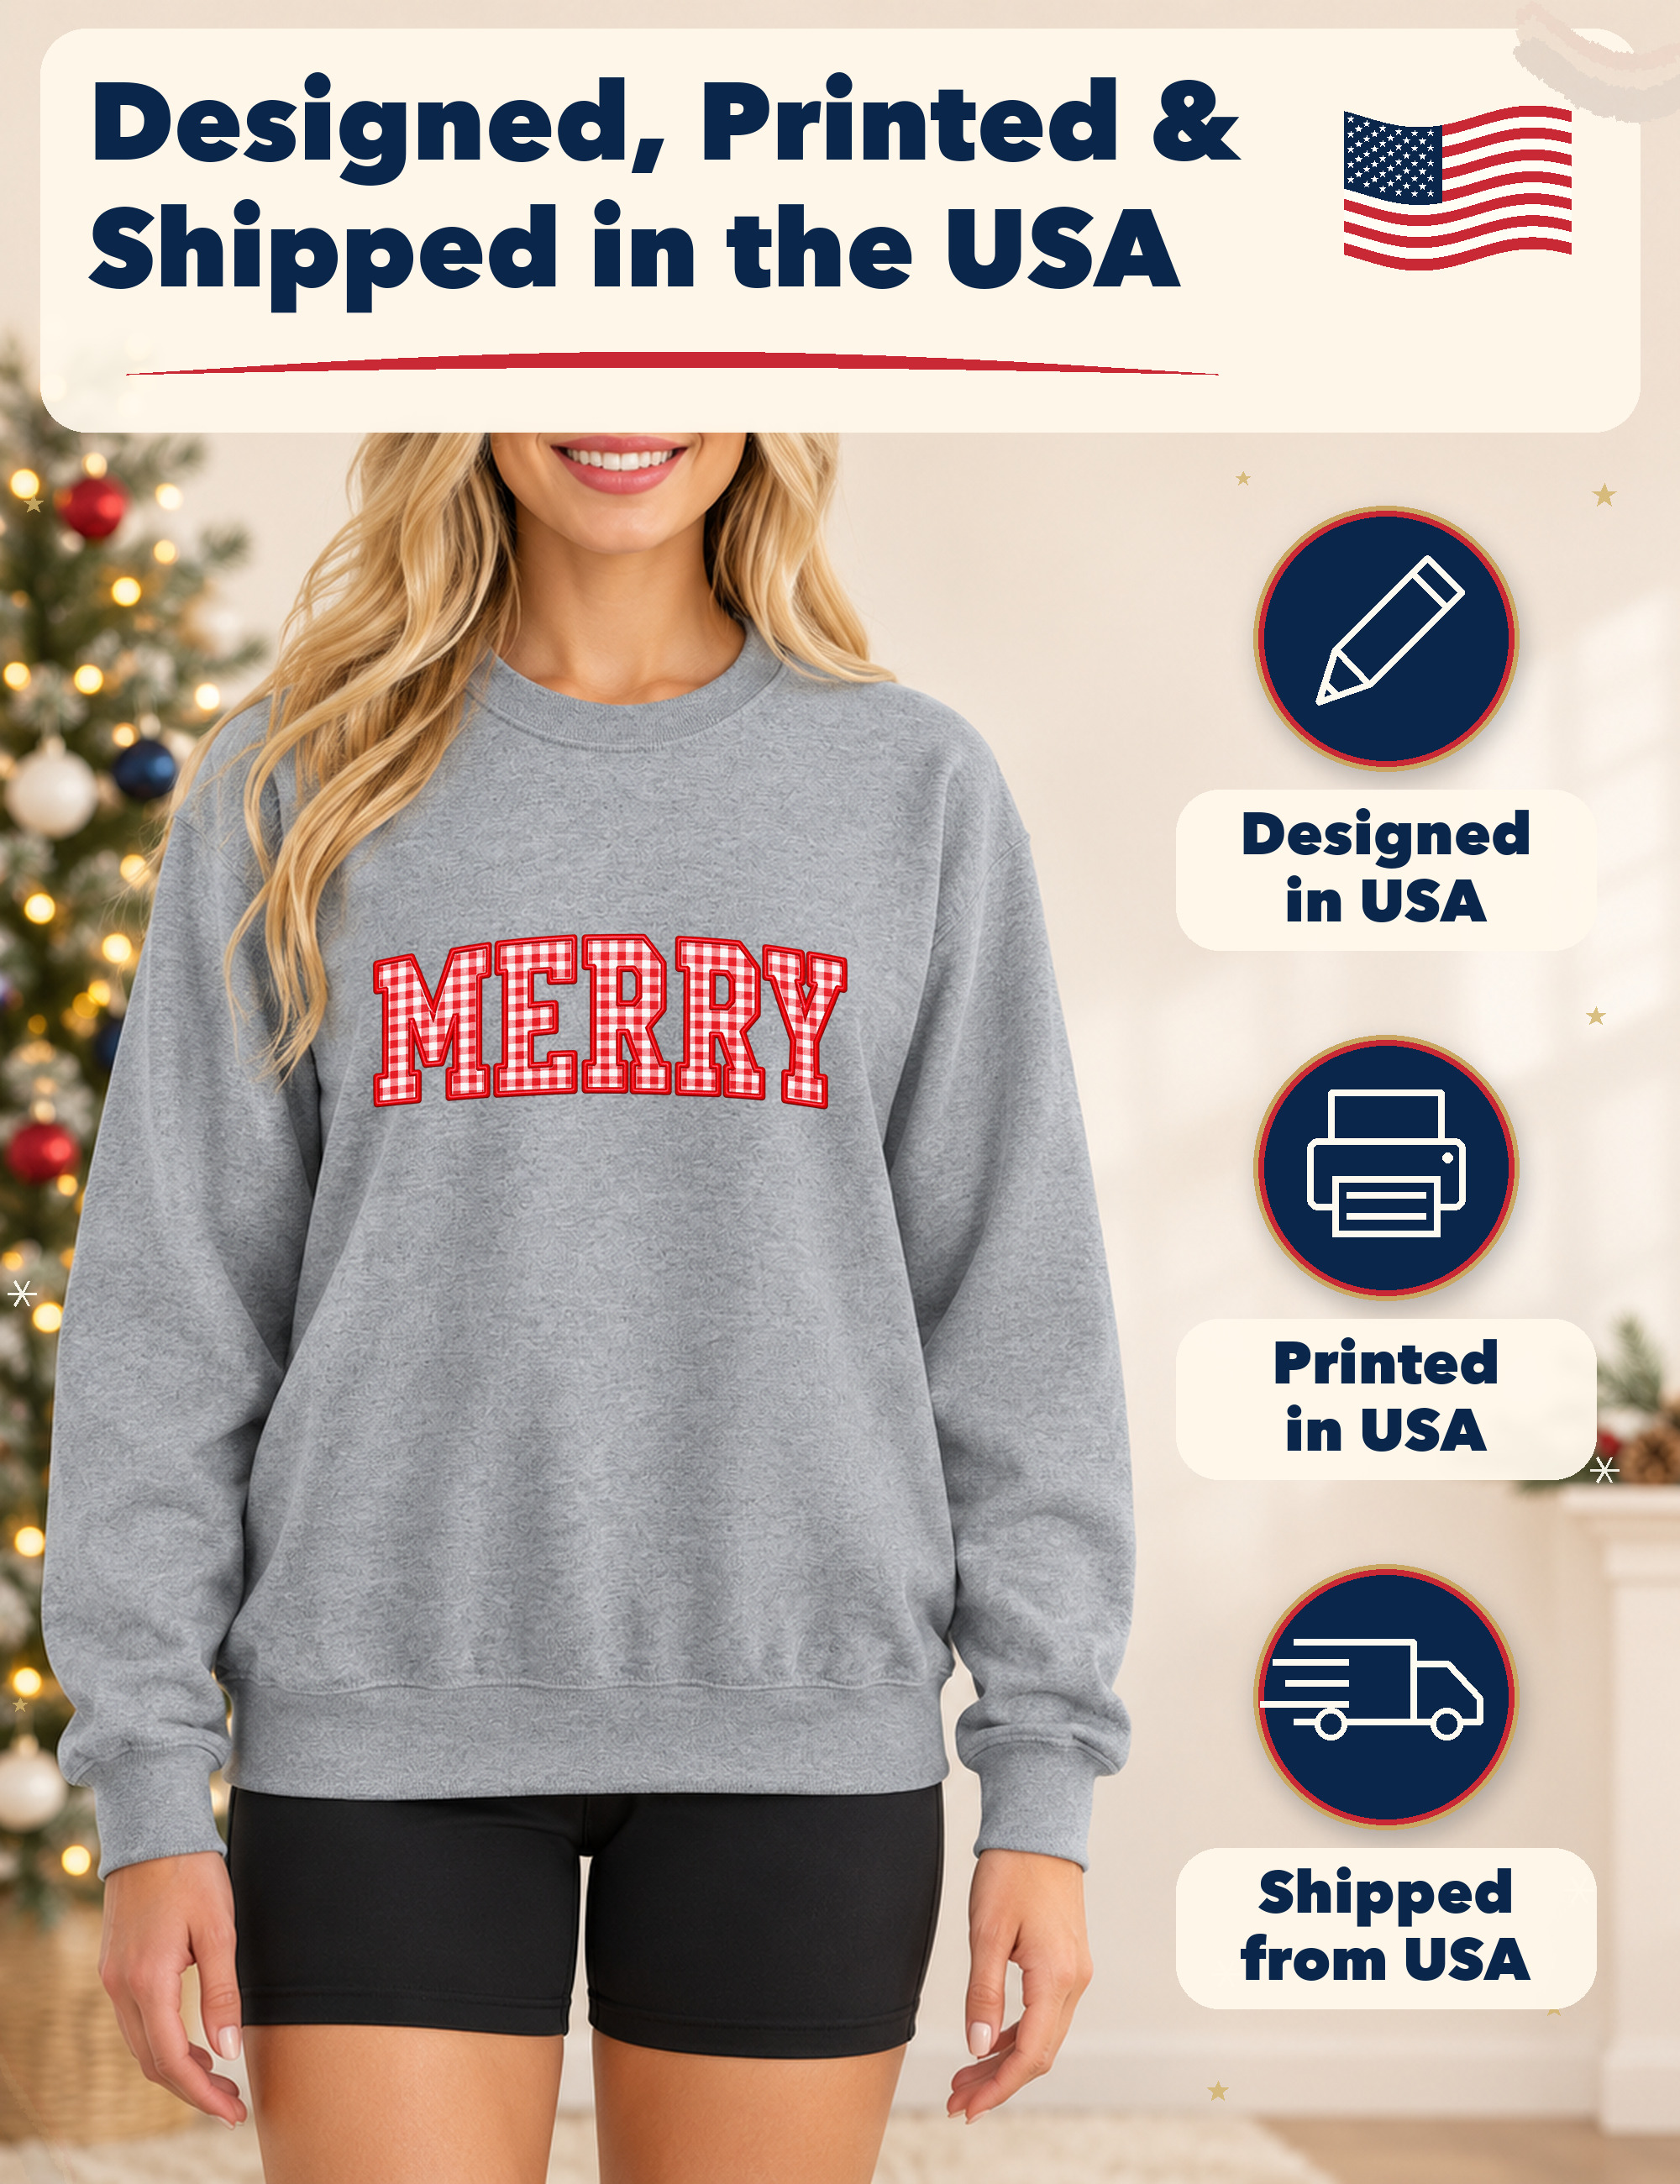 Designed, Printed &
Shipped in the USA
MERRY
Designed
in USA
Printed
in USA
Shipped
from USA